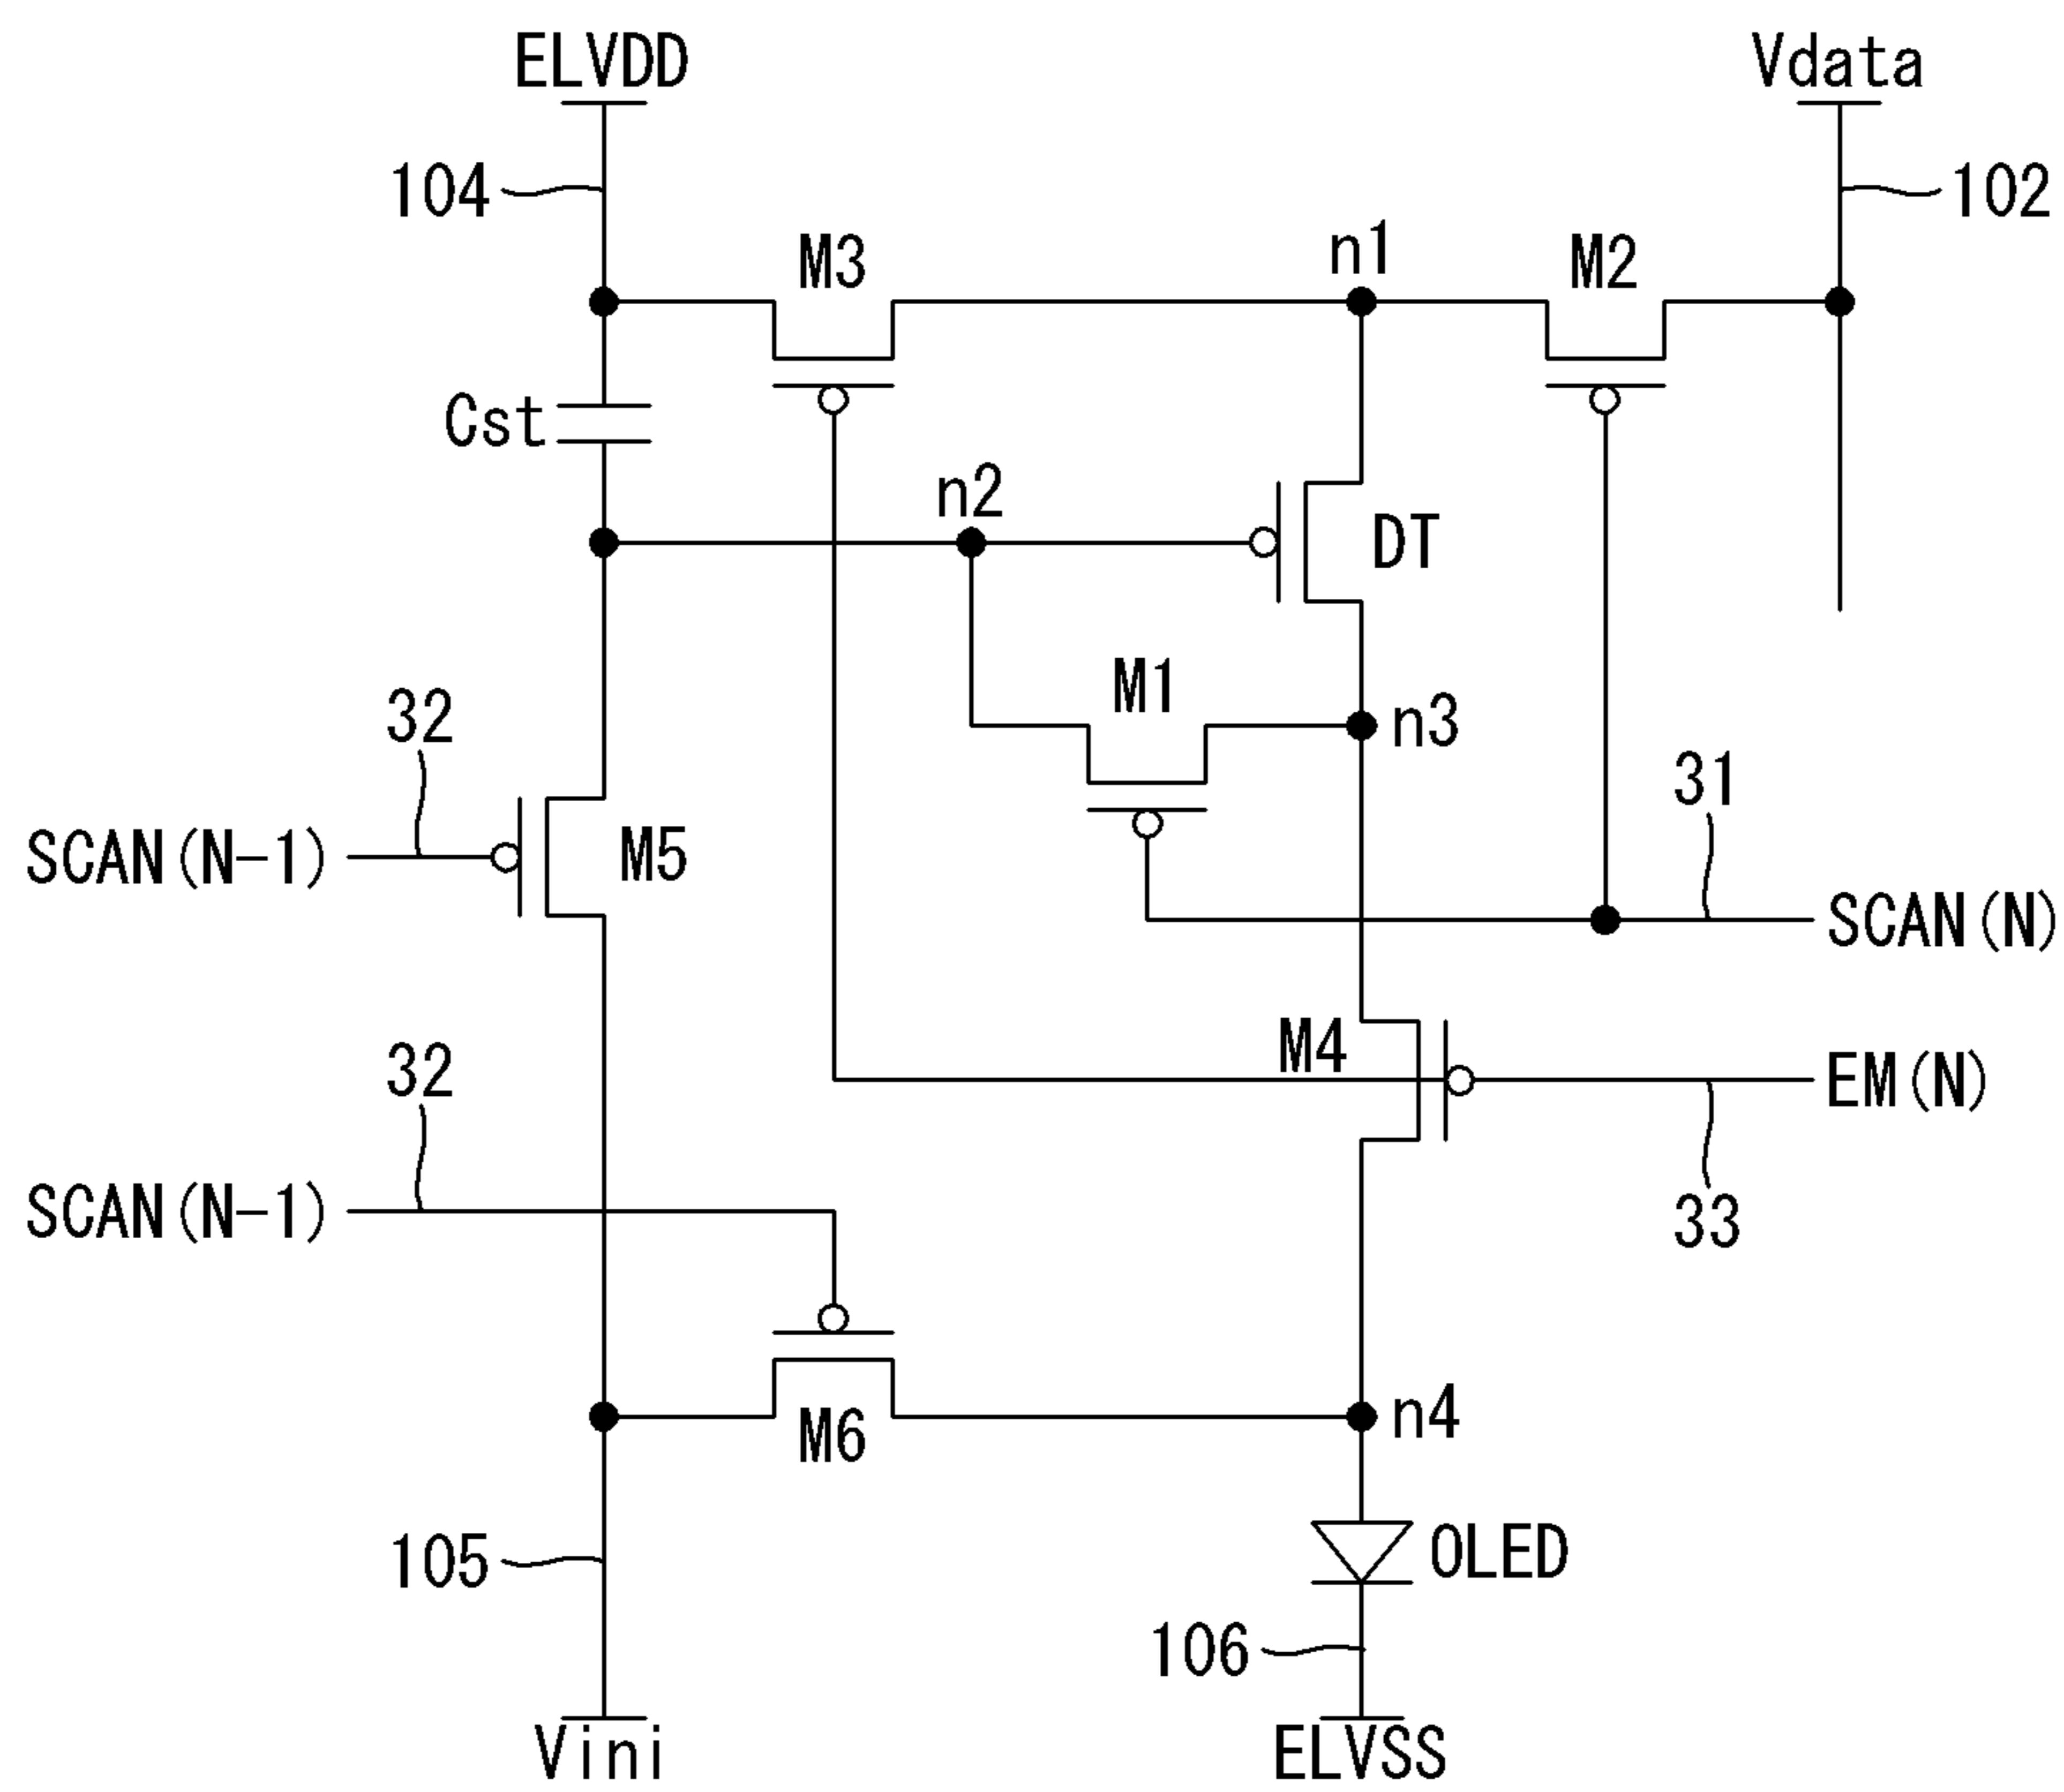 ELVDD
Vdata
104
102
M3
n1
M2
Cst
n2
DT
M1
32
n3
31
SCAN(N-1)
M5
SCAN(N)
M4
32
EM(N)
SCAN(N-1)
33
M6
n4
105
OLED
106
Vini
ELVSS